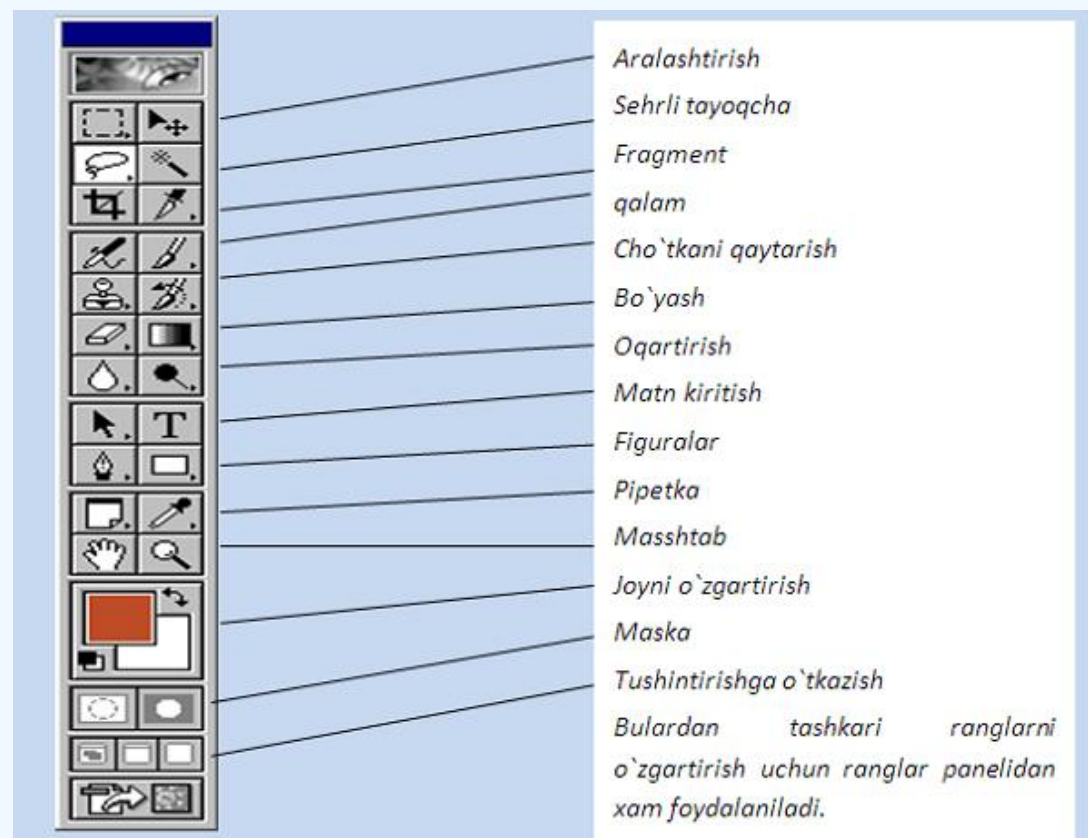 Aralashtirish
Sehrli tayoqcha
Fragment
qalam
Cho`tkani qaytarish
Bo`yash
Oqartirish
Matn kiritish
Figuralar
Pipetka
Masshtab
Joyni o`zgartirish
Maska
Tushintirishga o`tkazish
Bulardan tashkari ranglarni
o`zgartirish uchun ranglar panelidan
xam foydalaniladi.
T